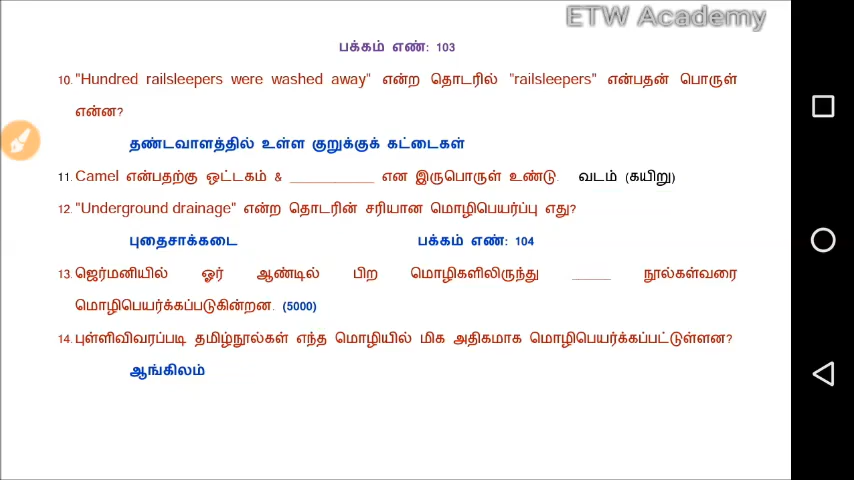 ETW Academy
பக்கம் எண்: 103
10. "Hundred railsleepers were washed away" என்ற தொடரில் "railsleepers" என்பதன் பொருள்
என்ன?
தண்டவாளத்தில் உள்ள குறுக்குக் கட்டைகள்
11. Camel என்பதற்கு ஒட்டகம் & ____________ என இருபொருள் உண்டு. வடம் (கயிறு)
12. "Underground drainage" என்ற தொடரின் சரியான மொழிபெயர்ப்பு எது?
புதைசாக்கடை பக்கம் எண்: 104
13. ஜெர்மனியில் ஓர் ஆண்டில் பிற மொழிகளிலிருந்து ______ நூல்கள்வரை
மொழிபெயர்க்கப்படுகின்றன. (5000)
14. புள்ளிவிவரப்படி தமிழ்நூல்கள் எந்த மொழியில் மிக அதிகமாக மொழிபெயர்க்கப்பட்டுள்ளன?
ஆங்கிலம்